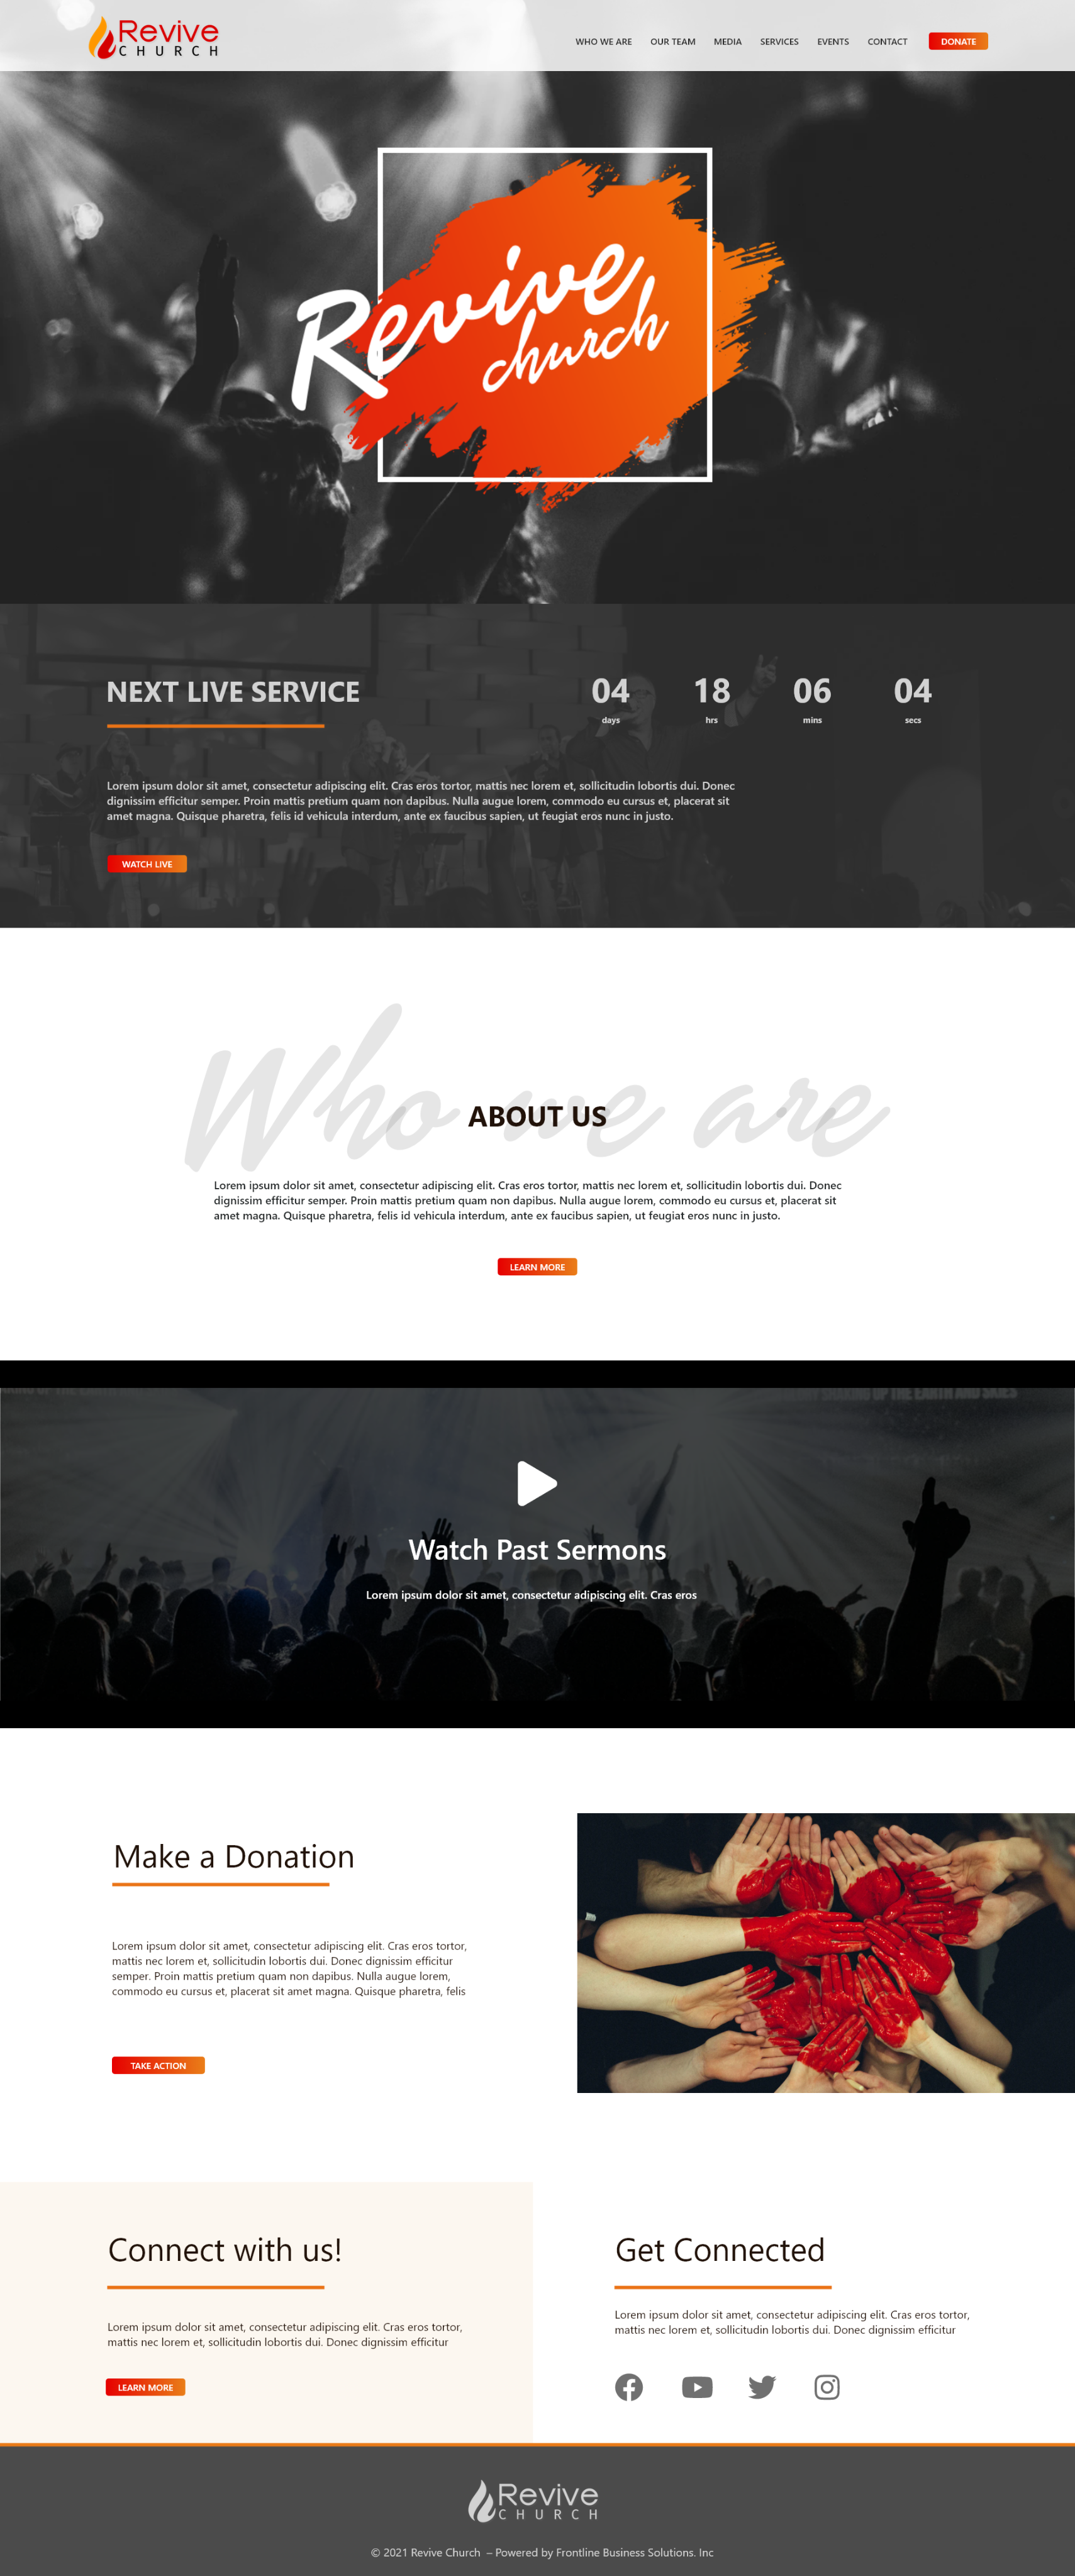 Revive
CHURCH
WHO WE ARE OUR TEAM MEDIA SERVICES EVENTS CONTACT DONATE
Revive
church
NEXT LIVE SERVICE
04 18 06 04
days hrs mins secs
Lorem ipsum dolor sit amet, consectetur adipiscing elit. Cras eros tortor, mattis nec lorem et, sollicitudin lobortis dui. Donec
dignissim efficitur semper. Proin mattis pretium quam non dapibus. Nulla augue lorem, commodo eu cursus et, placerat sit
amet magna. Quisque pharetra, felis id vehicula interdum, ante ex faucibus sapien, ut feugiat eros nunc in justo.
WATCH LIVE
Who we are
ABOUT US
Lorem ipsum dolor sit amet, consectetur adipiscing elit. Cras eros tortor, mattis nec lorem et, sollicitudin lobortis dui. Donec
dignissim efficitur semper. Proin mattis pretium quam non dapibus. Nulla augue lorem, commodo eu cursus et, placerat sit
amet magna. Quisque pharetra, felis id vehicula interdum, ante ex faucibus sapien, ut feugiat eros nunc in justo.
LEARN MORE
SHAKING UP THE EARTH AND SKIES
Watch Past Sermons
Lorem ipsum dolor sit amet, consectetur adipiscing elit. Cras eros
Make a Donation
Lorem ipsum dolor sit amet, consectetur adipiscing elit. Cras eros tortor,
mattis nec lorem et, sollicitudin lobortis dui. Donec dignissim efficitur
semper. Proin mattis pretium quam non dapibus. Nulla augue lorem,
commodo eu cursus et, placerat sit amet magna. Quisque pharetra, felis
TAKE ACTION
Connect with us!
Lorem ipsum dolor sit amet, consectetur adipiscing elit. Cras eros tortor,
mattis nec lorem et, sollicitudin lobortis dui. Donec dignissim efficitur
LEARN MORE
Get Connected
Lorem ipsum dolor sit amet, consectetur adipiscing elit. Cras eros tortor,
mattis nec lorem et, sollicitudin lobortis dui. Donec dignissim efficitur
Revive
CHURCH
© 2021 Revive Church – Powered by Frontline Business Solutions. Inc